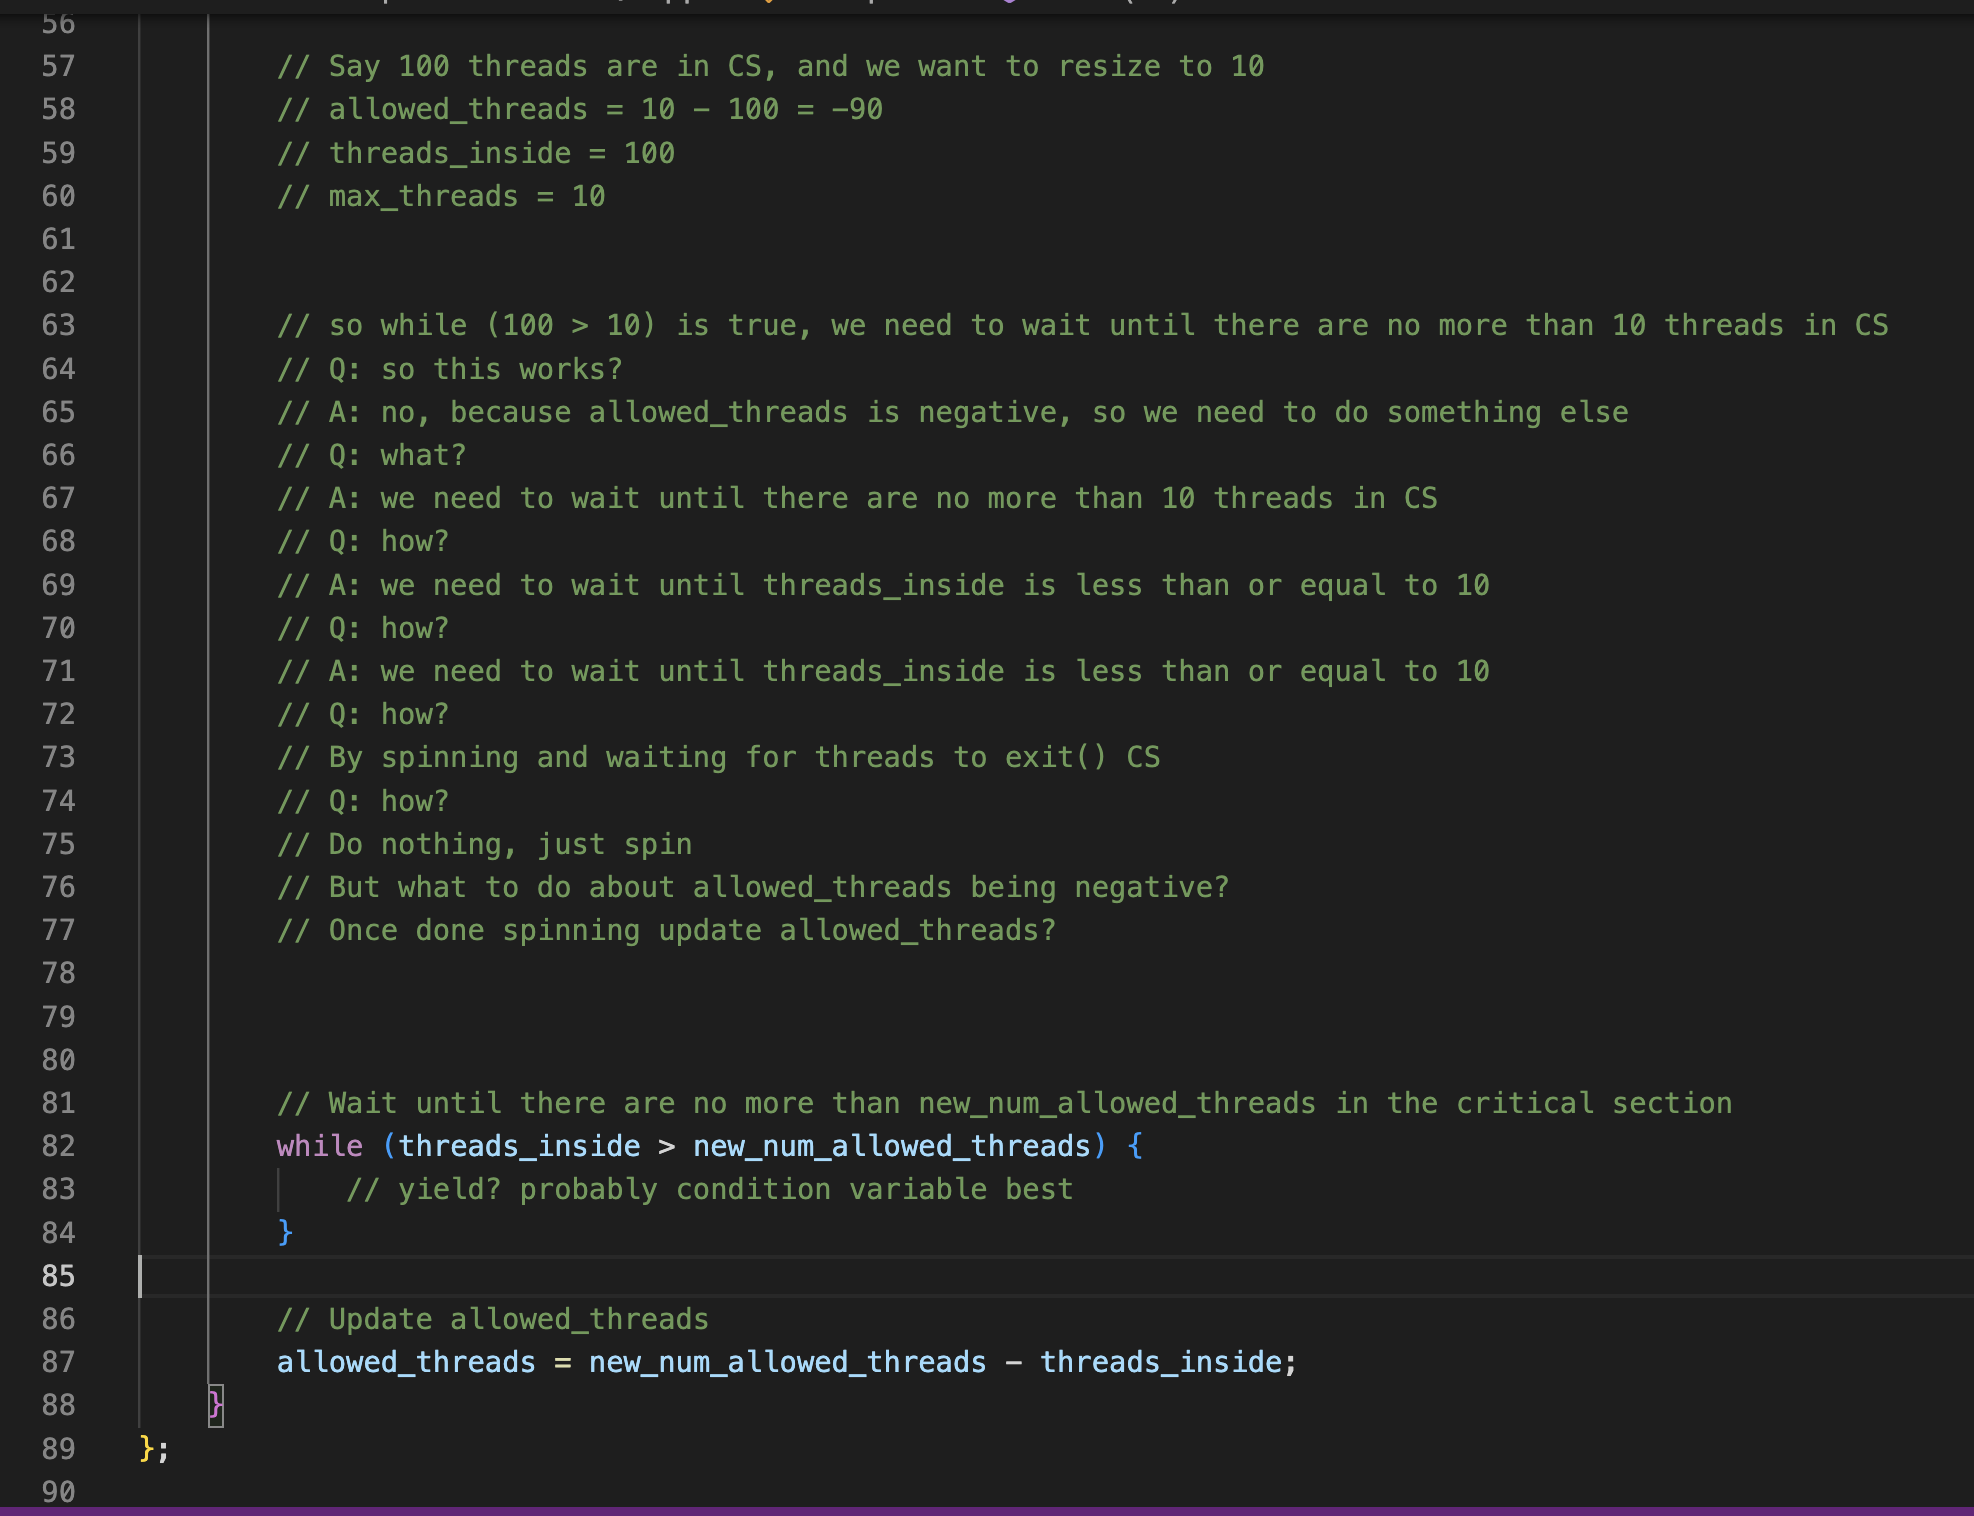 56
57 // Say 100 threads are in CS, and we want to resize to 10
58 // allowed_threads = 10 - 100 = -90
59 // threads_inside = 100
60 // max_threads = 10
61
62
63 // so while (100 > 10) is true, we need to wait until there are no more than 10 threads in CS
64 // Q: so this works?
65 // A: no, because allowed_threads is negative, so we need to do something else
66 // Q: what?
67 // A: we need to wait until there are no more than 10 threads in CS
68 // Q: how?
69 // A: we need to wait until threads_inside is less than or equal to 10
70 // Q: how?
71 // A: we need to wait until threads_inside is less than or equal to 10
72 // Q: how?
73 // By spinning and waiting for threads to exit() CS
74 // Q: how?
75 // Do nothing, just spin
76 // But what to do about allowed_threads being negative?
77 // Once done spinning update allowed_threads?
78
79
80
81 // Wait until there are no more than new_num_allowed_threads in the critical section
82 while (threads_inside > new_num_allowed_threads) {
83 // yield? probably condition variable best
84 }
85
86 // Update allowed_threads
87 allowed_threads = new_num_allowed_threads - threads_inside;
88 }
89 };
90